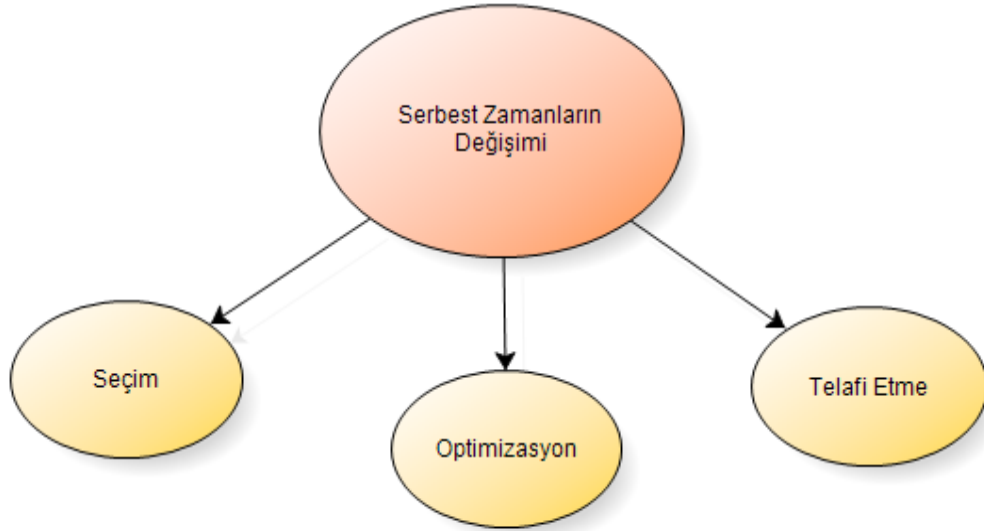 Serbest Zamanların
Değişimi
Seçim
Optimizasyon
Telafi Etme